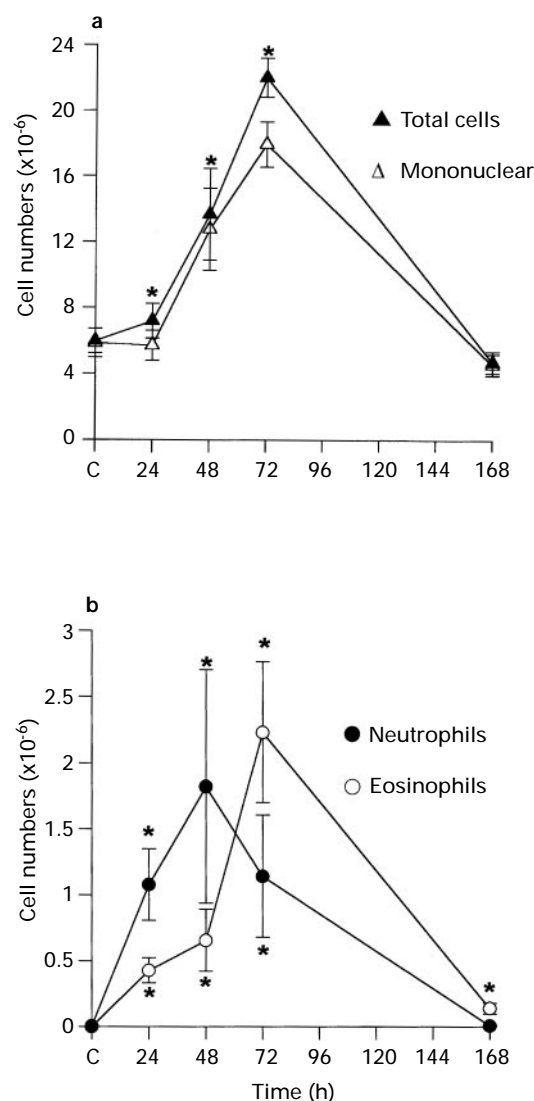 a
24
20
16
12
8
4
0
Cell numbers (x10-6)
*
*
*
Total cells
Mononuclear
C 24 48 72 96 120 144 168
b
3
2.5
2
1.5
1
0.5
0
Cell numbers (x10-6)
* *
*
* * *
*
Neutrophils
Eosinophils
C 24 48 72 96 120 144 168
Time (h)